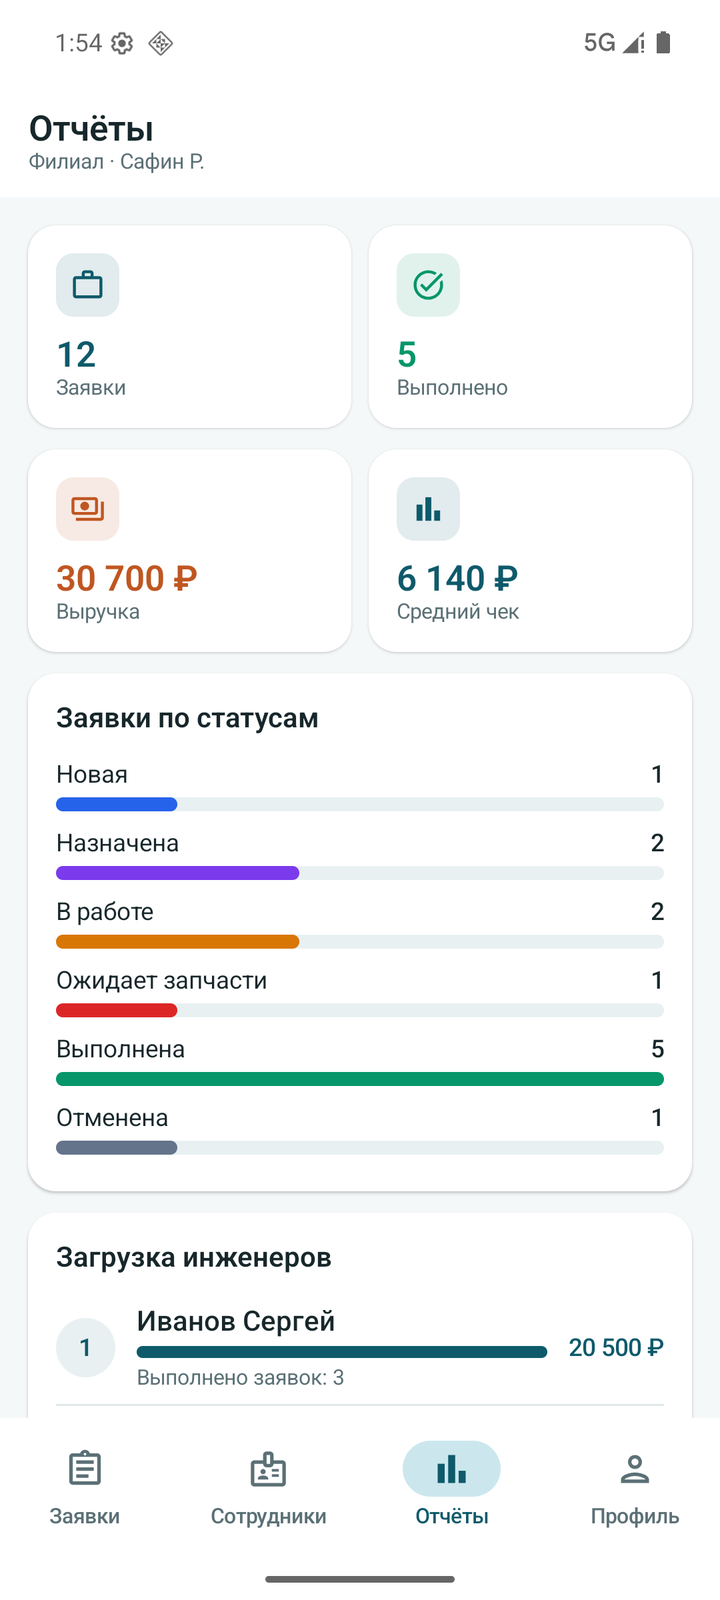 1:54
5G
Отчёты
Филиал · Сафин Р.
12
Заявки
5
Выполнено
30 700 ₽
Выручка
6 140 ₽
Средний чек
Заявки по статусам
Новая 1
Назначена 2
В работе 2
Ожидает запчасти 1
Выполнена 5
Отменена 1
Загрузка инженеров
1
Иванов Сергей
20 500 ₽
Выполнено заявок: 3
Заявки
Сотрудники
Отчёты
Профиль